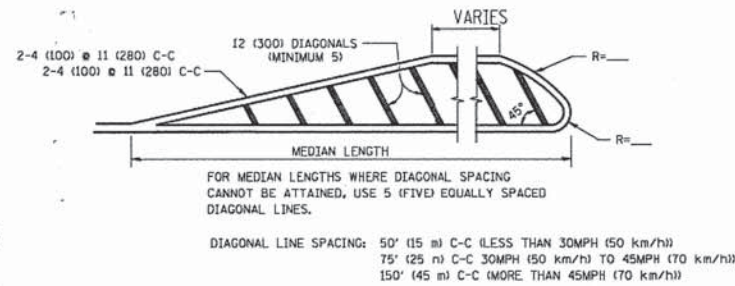 VARIES
2-4 (100) @ 11 (280) C-C
2-4 (100) @ 11 (280) C-C
12 (300) DIAGONALS
(MINIMUM 5)
R=___
45°
R=___
MEDIAN LENGTH
FOR MEDIAN LENGTHS WHERE DIAGONAL SPACING
CANNOT BE ATTAINED, USE 5 (FIVE) EQUALLY SPACED
DIAGONAL LINES.
DIAGONAL LINE SPACING: 50' (15 m) C-C (LESS THAN 30MPH (50 km/h))
75' (25 n) C-C 30MPH (50 km/h) TO 45MPH (70 km/h))
150' (45 m) C-C (MORE THAN 45MPH (70 km/h))